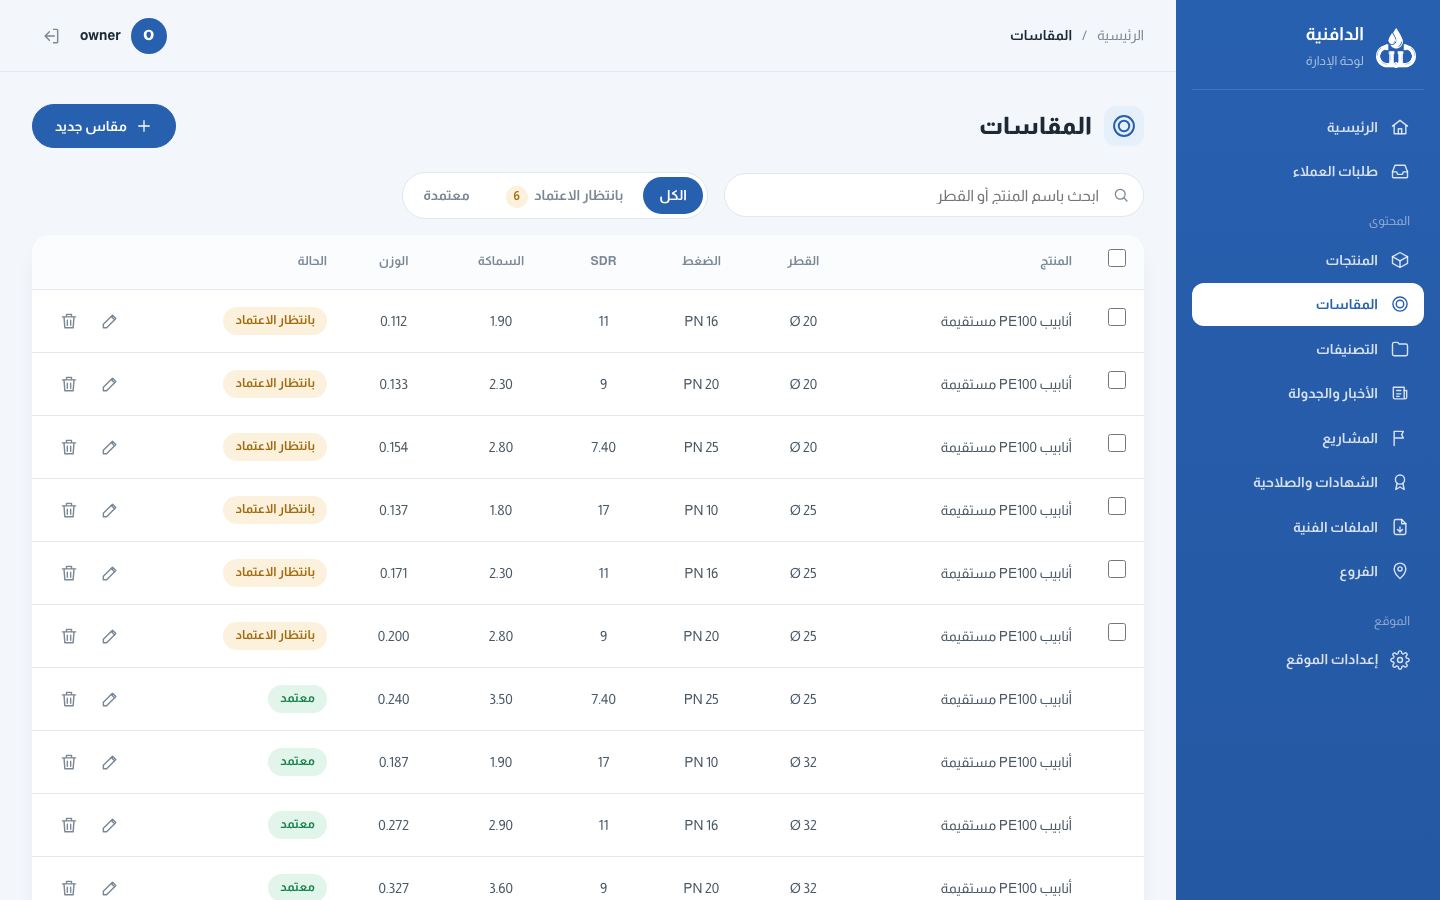 الدافنية
لوحة الإدارة
الرئيسية
طلبات العملاء
المحتوى
المنتجات
المقاسات
التصنيفات
الأخبار والجدولة
المشاريع
الشهادات والصلاحية
الملفات الفنية
الفروع
الموقع
إعدادات الموقع
الرئيسية / المقاسات
O owner
المقاسات
مقاس جديد
ابحث باسم المنتج أو القطر
الكل بانتظار الاعتماد 6 معتمدة
المنتج القطر الضغط SDR السماكة الوزن الحالة
أنابيب PE100 مستقيمة Ø 20 PN 16 11 1.90 0.112 بانتظار الاعتماد
أنابيب PE100 مستقيمة Ø 20 PN 20 9 2.30 0.133 بانتظار الاعتماد
أنابيب PE100 مستقيمة Ø 20 PN 25 7.40 2.80 0.154 بانتظار الاعتماد
أنابيب PE100 مستقيمة Ø 25 PN 10 17 1.80 0.137 بانتظار الاعتماد
أنابيب PE100 مستقيمة Ø 25 PN 16 11 2.30 0.171 بانتظار الاعتماد
أنابيب PE100 مستقيمة Ø 25 PN 20 9 2.80 0.200 بانتظار الاعتماد
أنابيب PE100 مستقيمة Ø 25 PN 25 7.40 3.50 0.240 معتمد
أنابيب PE100 مستقيمة Ø 32 PN 10 17 1.90 0.187 معتمد
أنابيب PE100 مستقيمة Ø 32 PN 16 11 2.90 0.272 معتمد
أنابيب PE100 مستقيمة Ø 32 PN 20 9 3.60 0.327 معتمد